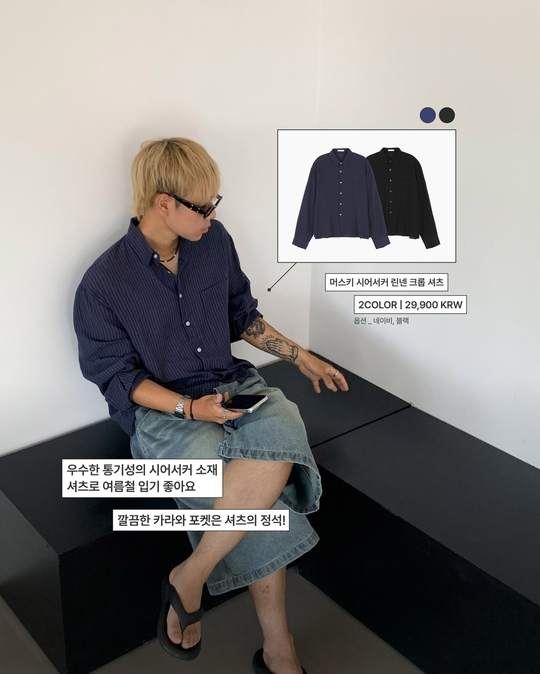 머스키 시어서커 린넨 크롭 셔츠
2COLOR | 29,900 KRW
옵션 _ 네이비, 블랙
우수한 통기성의 시어서커 소재
셔츠로 여름철 입기 좋아요
깔끔한 카라와 포켓은 셔츠의 정석!